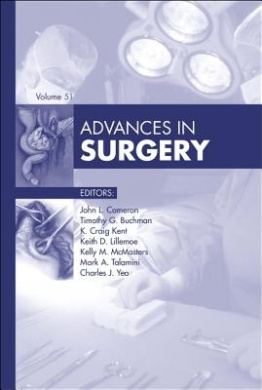 Volume 51
ADVANCES IN
SURGERY
EDITORS:
John L. Cameron
Timothy G. Buchman
K. Craig Kent
Keith D. Lillemoe
Kelly M. McMasters
Mark A. Talamini
Charles J. Yeo